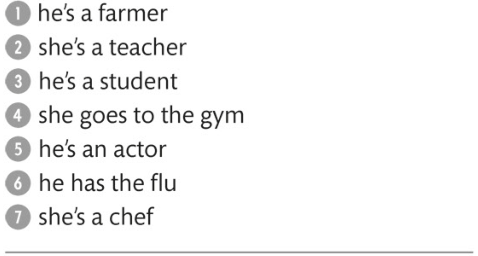 1 he's a farmer
2 she's a teacher
3 he's a student
4 she goes to the gym
5 he's an actor
6 he has the flu
7 she's a chef